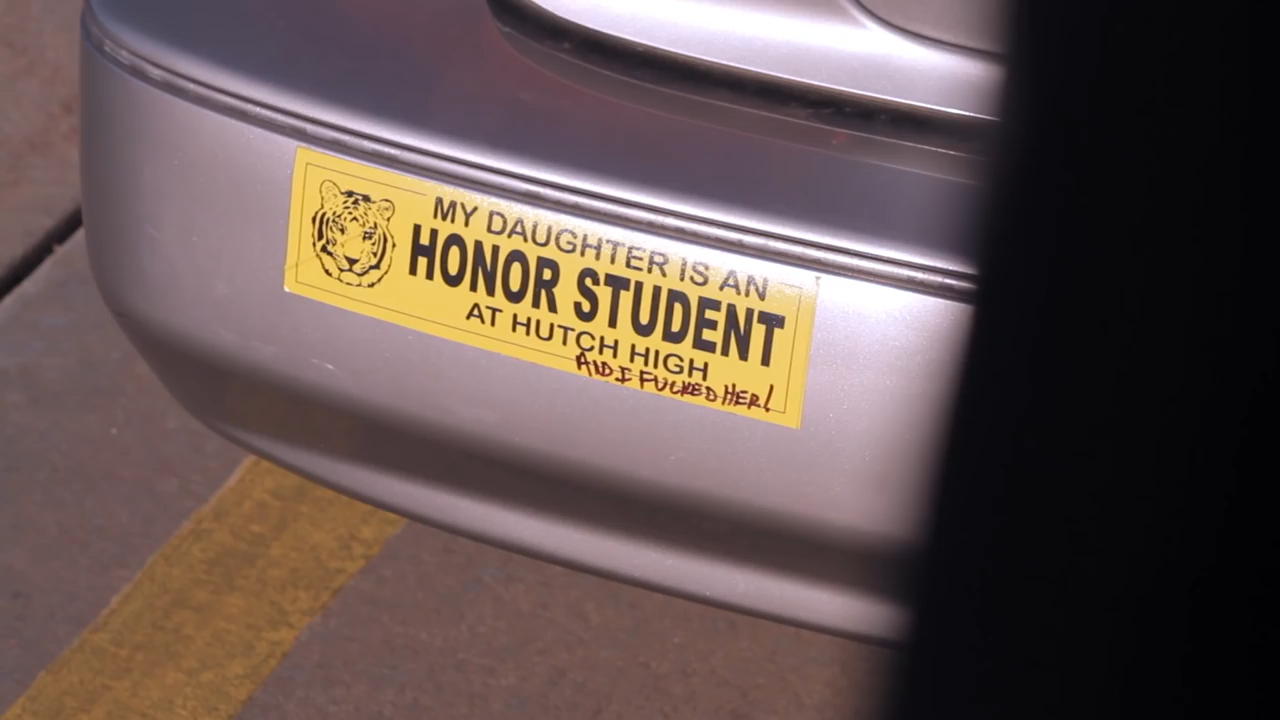 MY DAUGHTER IS AN
HONOR STUDENT
AT HUTCH HIGH
AND I FUCKED HER!